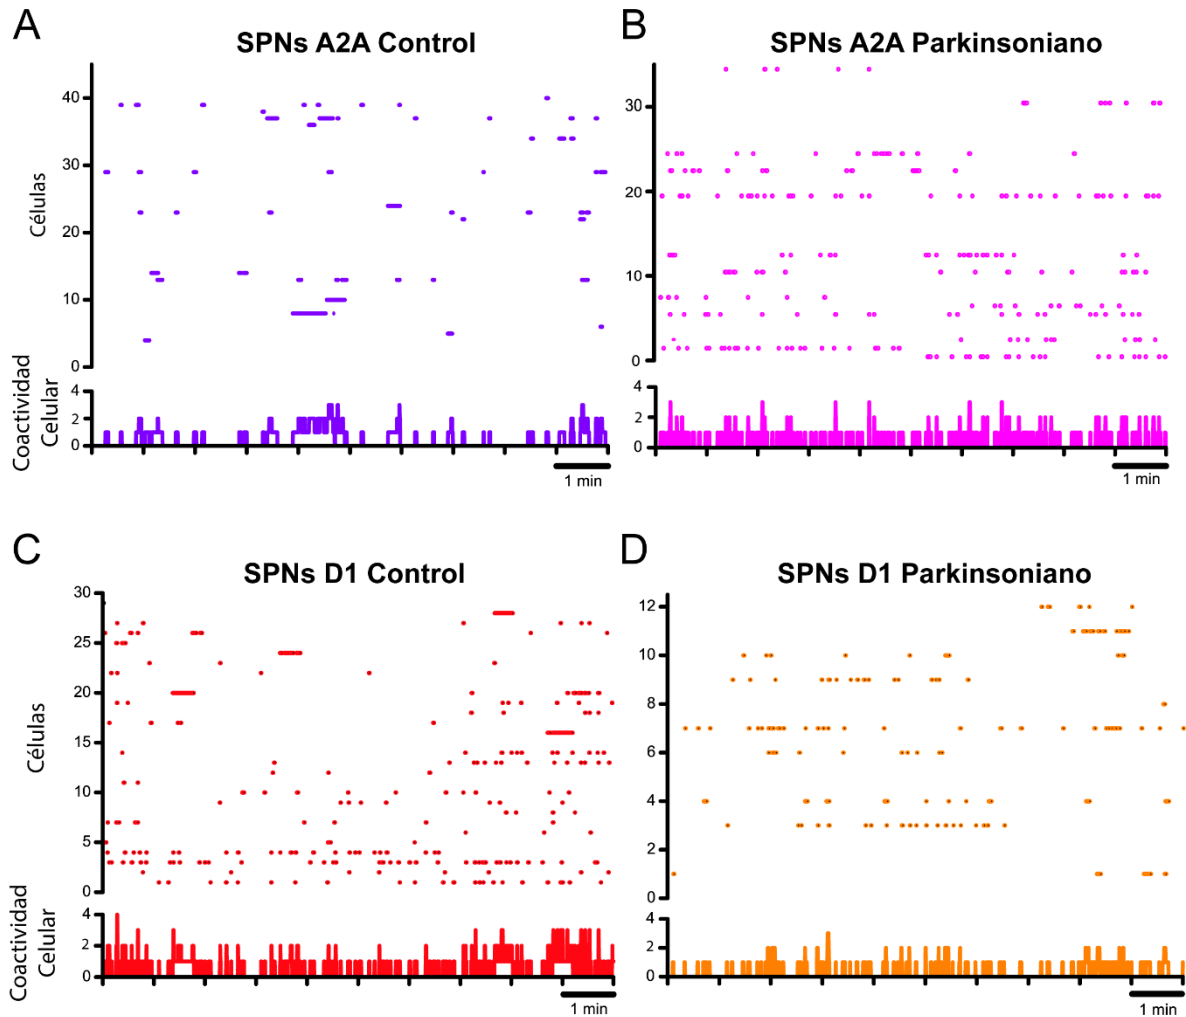 A
SPNs A2A Control
Células
40
30
20
10
0
Coactividad
Celular
4
2
0
1 min
B
SPNs A2A Parkinsoniano
30
20
10
0
4
2
0
1 min
C
SPNs D1 Control
Células
30
25
20
15
10
5
0
Coactividad
Celular
4
2
0
1 min
D
SPNs D1 Parkinsoniano
12
10
8
6
4
2
0
4
2
0
1 min